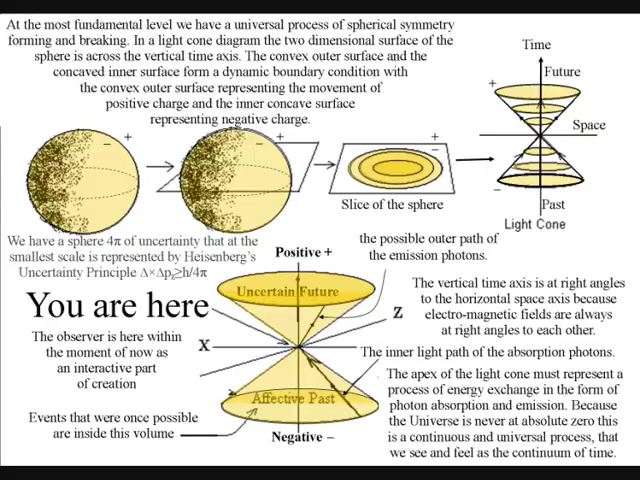 At the most fundamental level we have a universal process of spherical symmetry
forming and breaking. In a light cone diagram the two dimensional surface of the
sphere is across the vertical time axis. The convex outer surface and the
concaved inner surface form a dynamic boundary condition with
the convex outer surface representing the movement of
positive charge and the inner concave surface
representing negative charge.
Time
Future
+
Space
−
Past
Light Cone
− +
− +
+
−
Slice of the sphere
We have a sphere 4π of uncertainty that at the
smallest scale is represented by Heisenberg's
Uncertainty Principle Δ×Δpₓ≥h/4π
Positive +
the possible outer path of
the emission photons.
Uncertain Future
You are here
Z
X
The vertical time axis is at right angles
to the horizontal space axis because
electro-magnetic fields are always
at right angles to each other.
The observer is here within
the moment of now as
an interactive part
of creation
The inner light path of the absorption photons.
Affective Past
Events that were once possible
are inside this volume
Negative −
The apex of the light cone must represent a
process of energy exchange in the form of
photon absorption and emission. Because
the Universe is never at absolute zero this
is a continuous and universal process, that
we see and feel as the continuum of time.